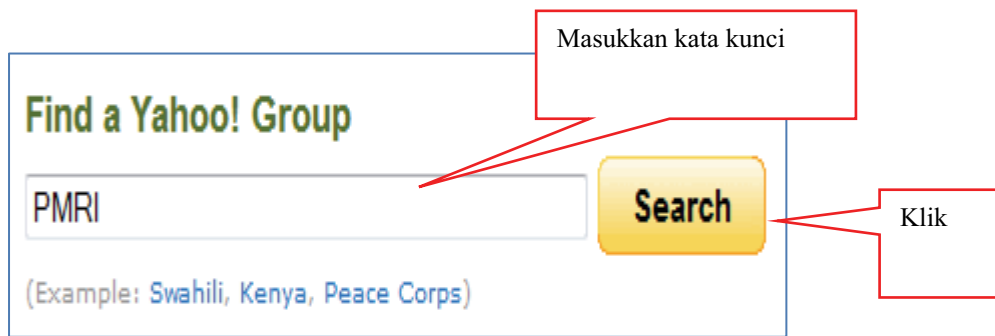 Masukkan kata kunci
Find a Yahoo! Group
PMRI
Search
Klik
(Example: Swahili, Kenya, Peace Corps)